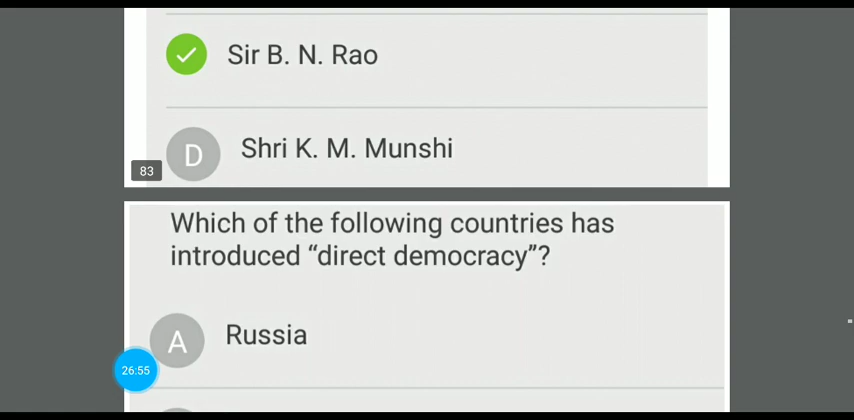 Sir B. N. Rao
D Shri K. M. Munshi
83
Which of the following countries has
introduced “direct democracy”?
A Russia
26:55